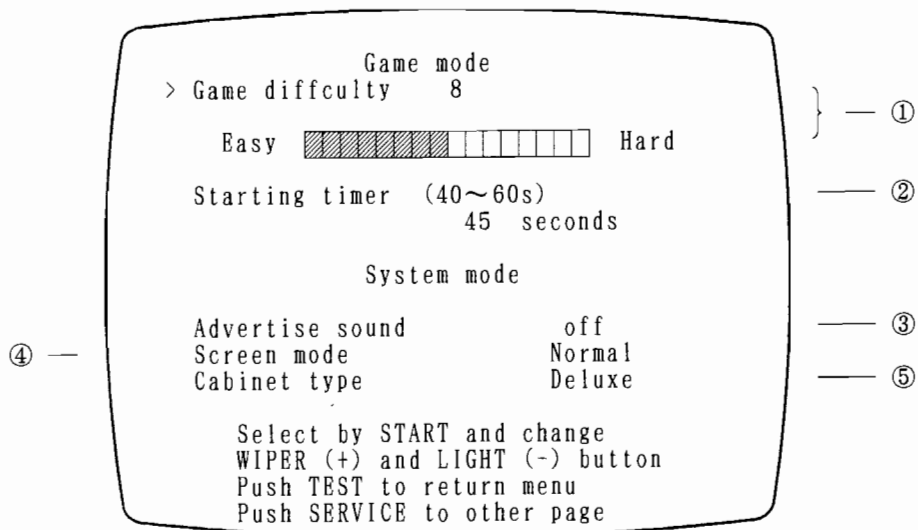 Game mode
> Game diffculty 8
①
Easy Hard
Starting timer (40～60s)
②
45 seconds
System mode
Advertise sound off
③
④
Screen mode Normal
Cabinet type Deluxe
⑤
Select by START and change
WIPER (+) and LIGHT (-) button
Push TEST to return menu
Push SERVICE to other page